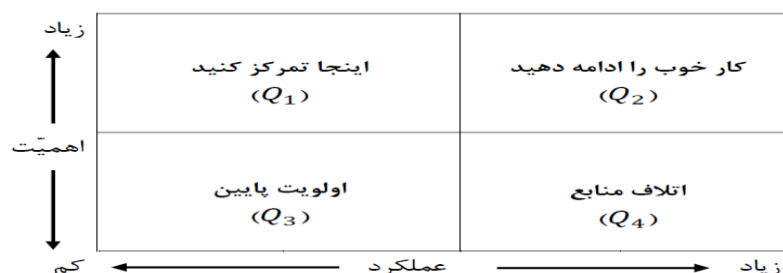 زیاد
کار خوب را ادامه دهید
(Q2)
اینجا تمرکز کنید
(Q1)
اهمیّت
اتلاف منابع
(Q4)
اولویت پایین
(Q3)
زیاد
عملکرد
کم